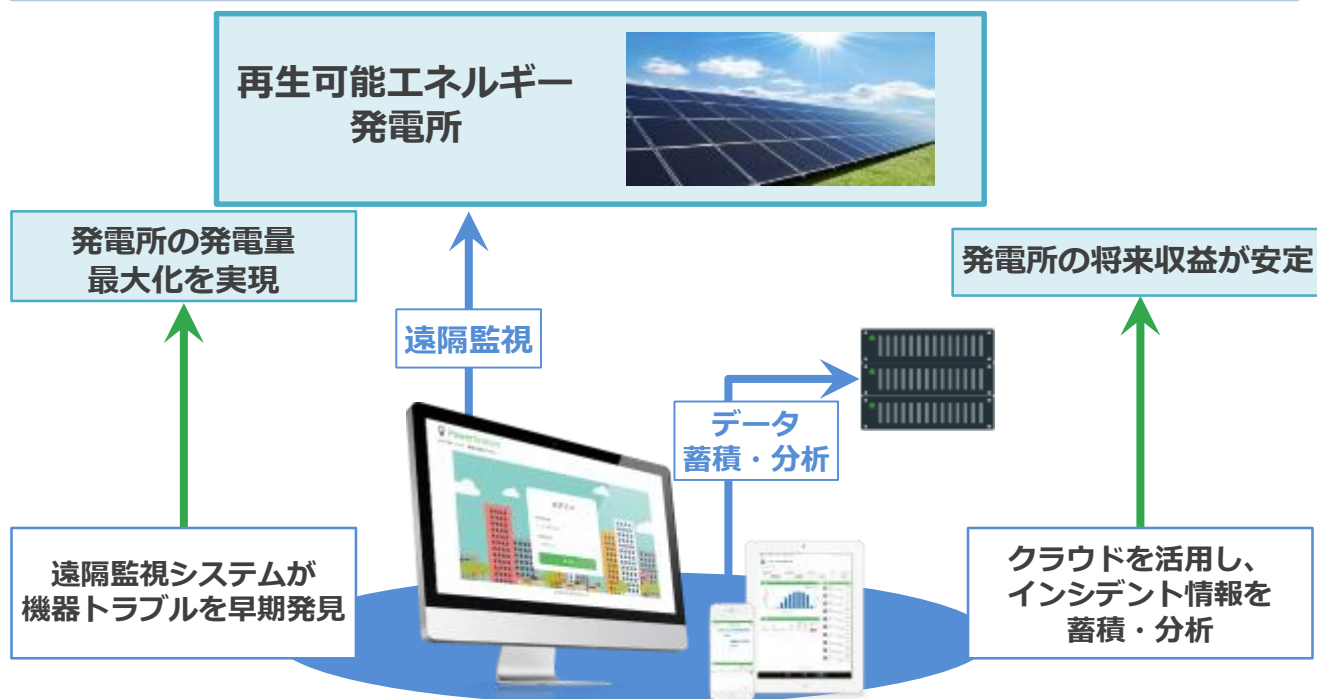 再生可能エネルギー
発電所
発電所の発電量
最大化を実現
発電所の将来収益が安定
遠隔監視
データ
蓄積・分析
遠隔監視システムが
機器トラブルを早期発見
クラウドを活用し、
インシデント情報を
蓄積・分析